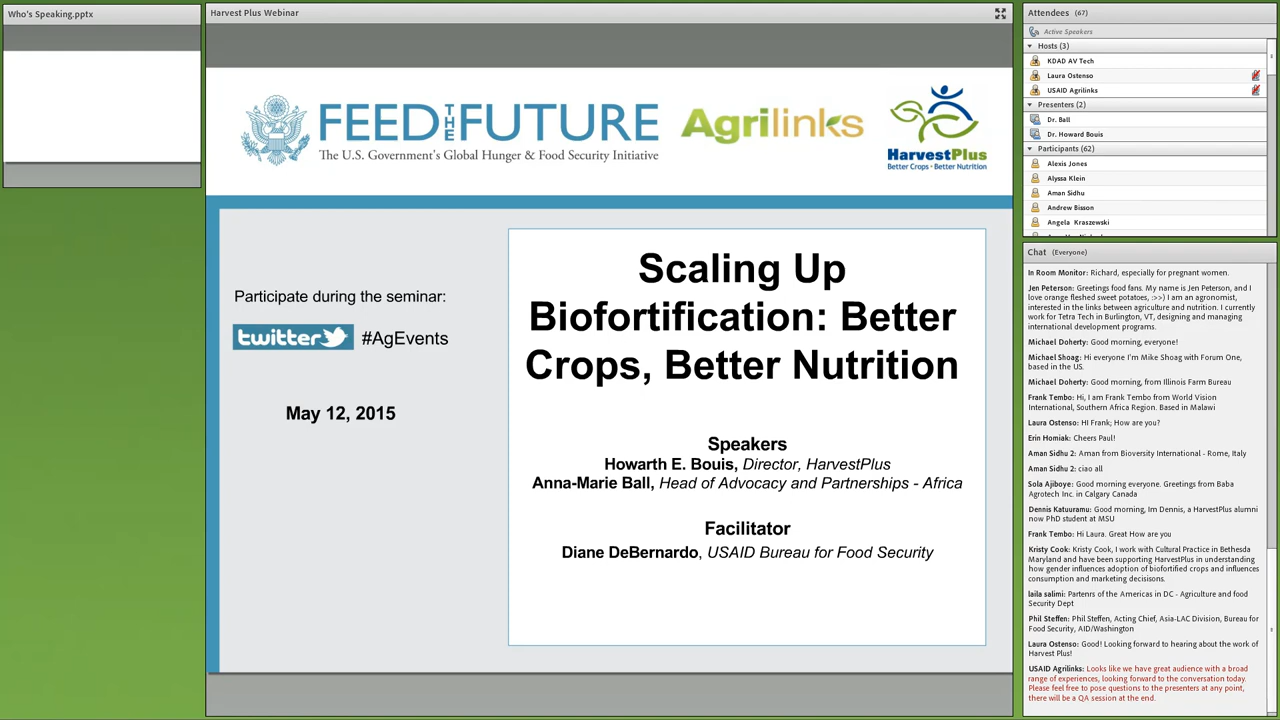 Who's Speaking.pptx
Harvest Plus Webinar
FEED THE FUTURE
The U.S. Government's Global Hunger & Food Security Initiative
Agrilinks
HarvestPlus
Better Crops · Better Nutrition
Participate during the seminar:
twitter #AgEvents
May 12, 2015
Scaling Up
Biofortification: Better
Crops, Better Nutrition
Speakers
Howarth E. Bouis, Director, HarvestPlus
Anna-Marie Ball, Head of Advocacy and Partnerships - Africa
Facilitator
Diane DeBernardo, USAID Bureau for Food Security
Attendees (67)
Active Speakers
Hosts (3)
KDAD AV Tech
Laura Ostenso
USAID Agrilinks
Presenters (2)
Dr. Ball
Dr. Howard Bouis
Participants (62)
Alexis Jones
Alyssa Klein
Aman Sidhu
Andrew Bisson
Angela Kraszewski
Chat (Everyone)
In Room Monitor: Richard, especially for pregnant women.
Jen Peterson: Greetings food fans. My name is Jen Peterson, and I
love orange fleshed sweet potatoes, :>>) I am an agronomist,
interested in the links between agriculture and nutrition. I currently
work for Tetra Tech in Burlington, VT, designing and managing
international development programs.
Michael Doherty: Good morning, everyone!
Michael Shoag: Hi everyone I'm Mike Shoag with Forum One,
based in the US.
Michael Doherty: Good morning, from Illinois Farm Bureau
Frank Tembo: Hi, I am Frank Tembo from World Vision
International, Southern Africa Region. Based in Malawi
Laura Ostenso: HI Frank; How are you?
Erin Homiak: Cheers Paul!
Aman Sidhu 2: Aman from Bioversity International - Rome, Italy
Aman Sidhu 2: ciao all
Sola Ajiboye: Good morning everyone. Greetings from Baba
Agrotech Inc. in Calgary Canada
Dennis Katuuramu: Good morning, Im Dennis, a HarvestPlus alumni
now PhD student at MSU
Frank Tembo: Hi Laura. Great How are you
Kristy Cook: Kristy Cook, I work with Cultural Practice in Bethesda
Maryland and have been supporting HarvestPlus in understanding
how gender influences adoption of biofortified crops and influences
consumption and marketing decisisons.
laila salimi: Partenrs of the Americas in DC - Agriculture and food
Security Dept
Phil Steffen: Phil Steffen, Acting Chief, Asia-LAC Division, Bureau for
Food Security, AID/Washington
Laura Ostenso: Good! Looking forward to hearing about the work of
Harvest Plus!
USAID Agrilinks: Looks like we have great audience with a broad
range of experiences, looking forward to the conversation today.
Please feel free to pose questions to the presenters at any point,
there will be a QA session at the end.